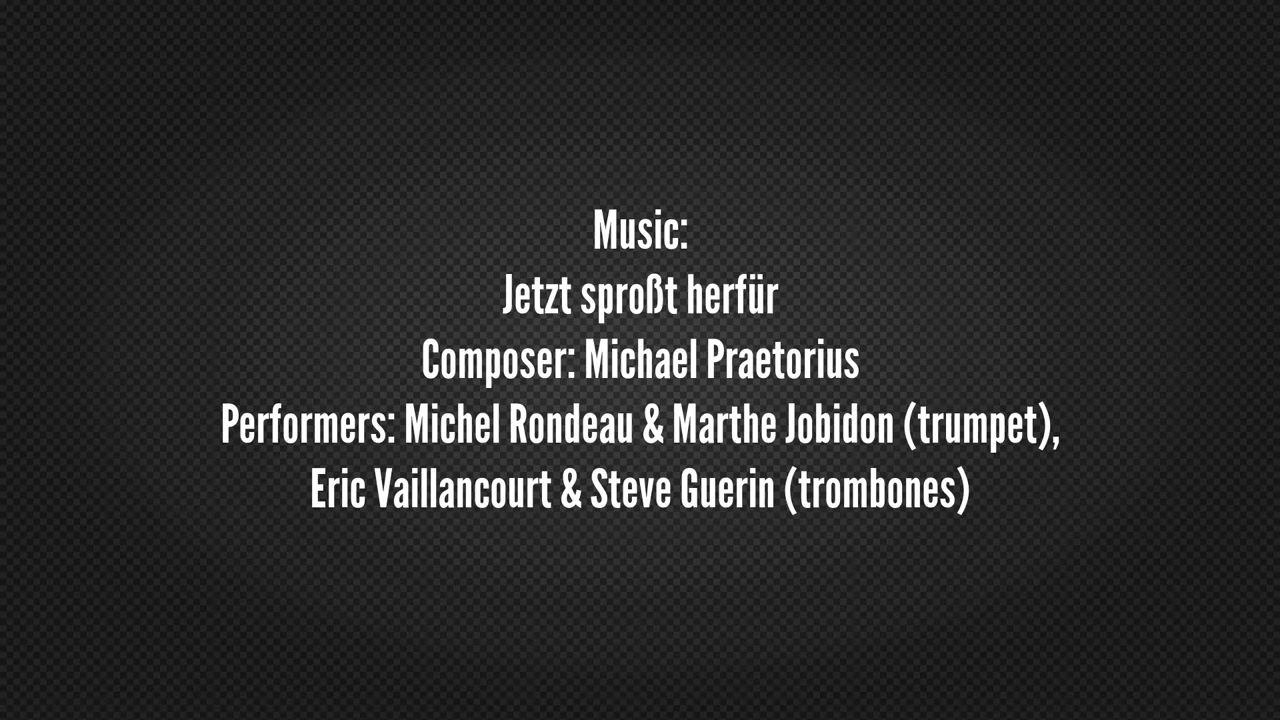 Music:
Jetzt sproßt herfür
Composer: Michael Praetorius
Performers: Michel Rondeau & Marthe Jobidon (trumpet),
Eric Vaillancourt & Steve Guerin (trombones)